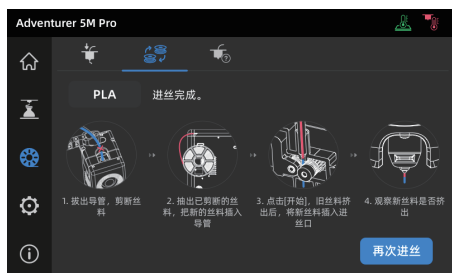 Adventurer 5M Pro
PLA
进丝完成。
1. 拔出导管，剪断丝
料
2. 抽出已剪断的丝
料，把新的丝料插入
导管
3. 点击[开始]，旧丝料挤
出后，将新丝料插入进
丝口
4. 观察新丝料是否挤
出
再次进丝